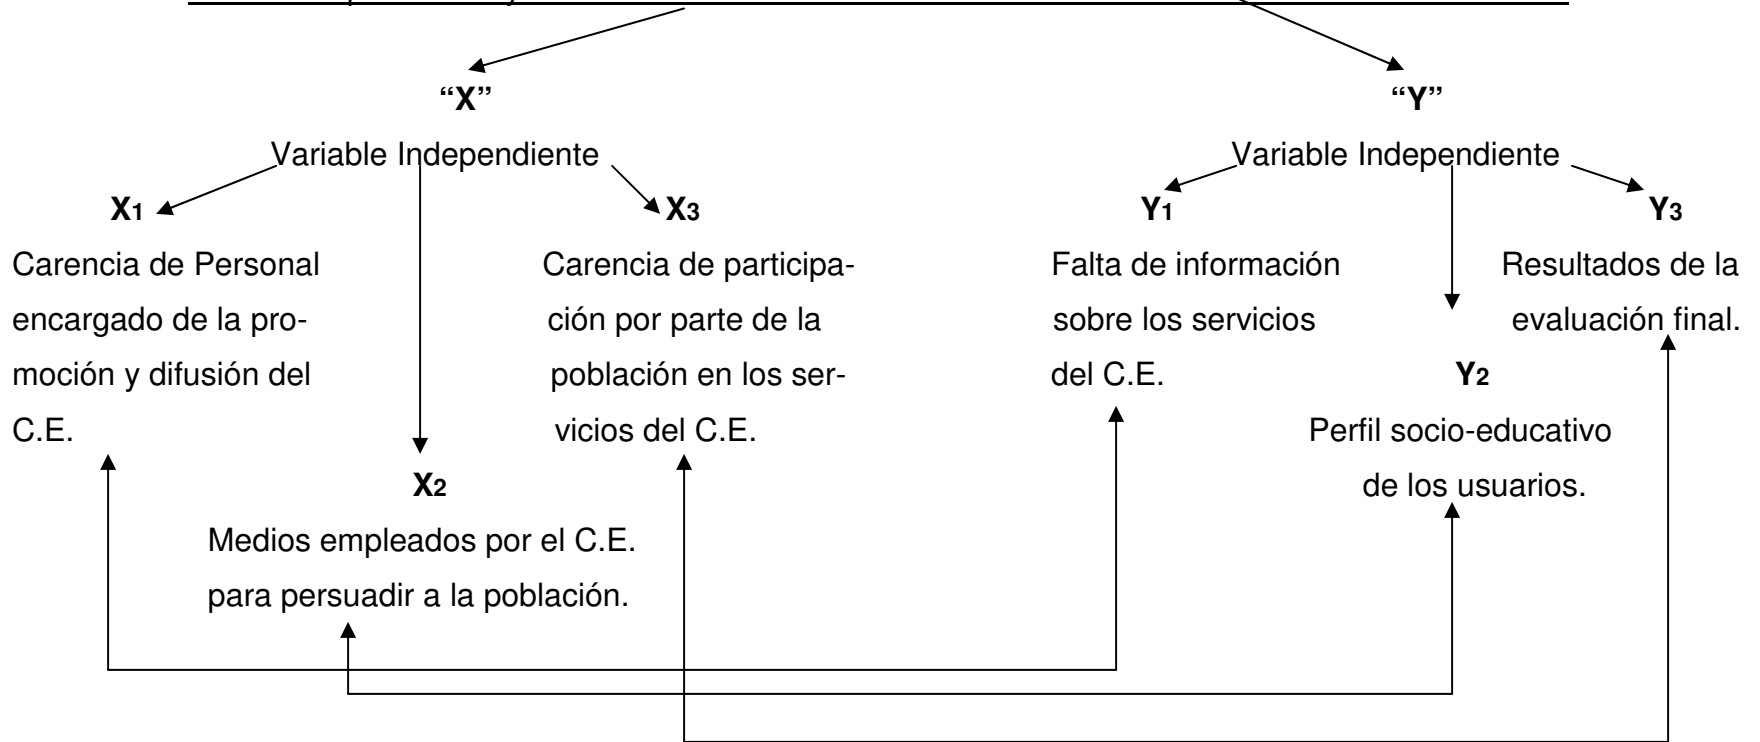 “X”
“Y”
Variable Independiente
Variable Independiente
X1
X3
Y1
Y3
Carencia de Personal
encargado de la pro-
moción y difusión del
C.E.
Carencia de participa-
ción por parte de la
población en los ser-
vicios del C.E.
Falta de información
sobre los servicios
del C.E.
Resultados de la
evaluación final.
Y2
Perfil socio-educativo
de los usuarios.
X2
Medios empleados por el C.E.
para persuadir a la población.